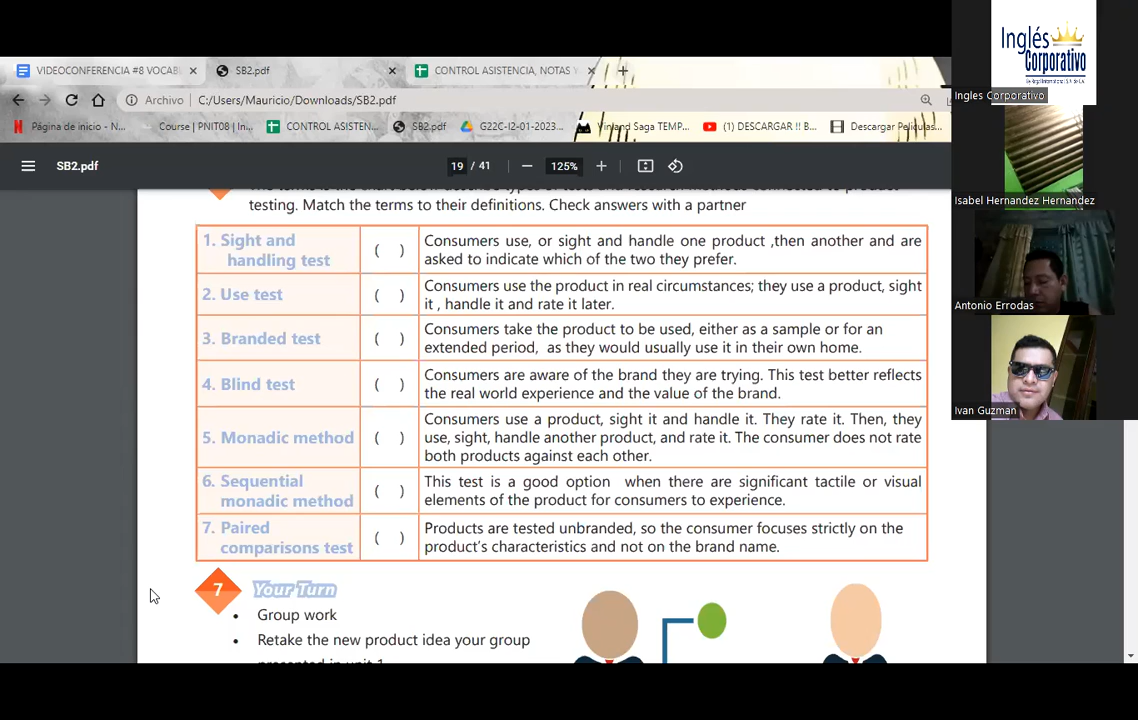 VIDEOCONFERENCIA #8 VOCAB
SB2.pdf
CONTROL ASISTENCIA, NOTAS Y
Archivo
C:/Users/Mauricio/Downloads/SB2.pdf
Página de inicio - N...
Course | PNIT08 | In...
CONTROL ASISTEN...
SB2.pdf
G22C-I2-01-2023...
Vinland Saga TEMP...
(1) DESCARGAR !! B...
Descargar Peliculas...
SB2.pdf
19 / 41
125%
testing. Match the terms to their definitions. Check answers with a partner
1. Sight and
handling test
( )
Consumers use, or sight and handle one product ,then another and are
asked to indicate which of the two they prefer.
2. Use test
( )
Consumers use the product in real circumstances; they use a product, sight
it , handle it and rate it later.
3. Branded test
( )
Consumers take the product to be used, either as a sample or for an
extended period, as they would usually use it in their own home.
4. Blind test
( )
Consumers are aware of the brand they are trying. This test better reflects
the real world experience and the value of the brand.
5. Monadic method
( )
Consumers use a product, sight it and handle it. They rate it. Then, they
use, sight, handle another product, and rate it. The consumer does not rate
both products against each other.
6. Sequential
monadic method
( )
This test is a good option when there are significant tactile or visual
elements of the product for consumers to experience.
7. Paired
comparisons test
( )
Products are tested unbranded, so the consumer focuses strictly on the
product's characteristics and not on the brand name.
7
Your Turn
• Group work
• Retake the new product idea your group
presented in unit 1
Inglés
Corporativo
Ingles Corporativo
Isabel Hernandez Hernandez
Antonio Errodas
Ivan Guzman